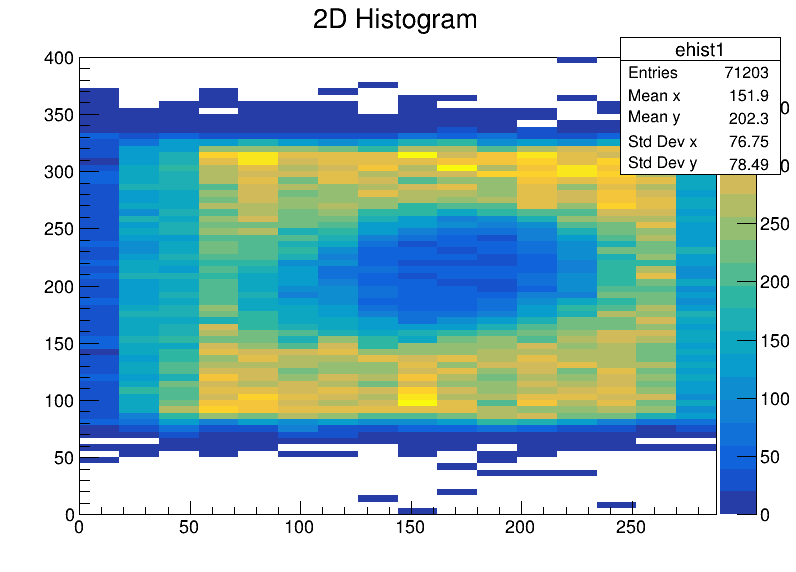 2D Histogram
ehist1
Entries 71203
Mean x 151.9
Mean y 202.3
Std Dev x 76.75
Std Dev y 78.49
400
350
300
250
200
150
100
50
0
0 50 100 150 200 250
0
0
250
200
150
100
50
0